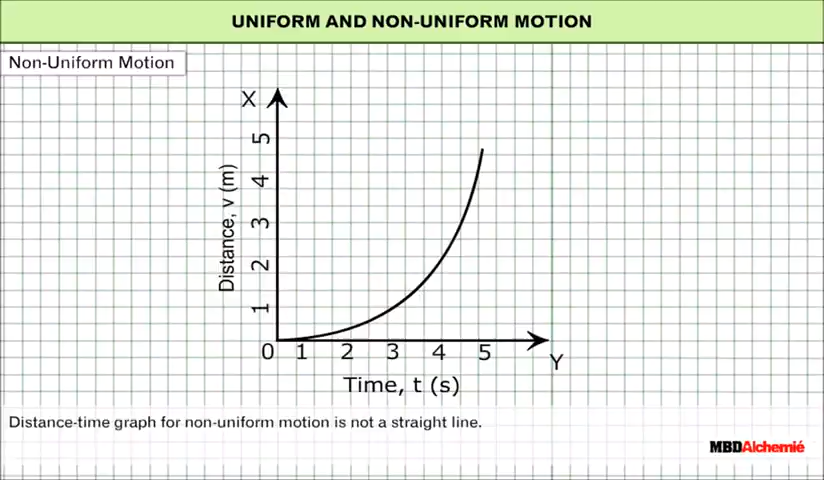 UNIFORM AND NON-UNIFORM MOTION
Non-Uniform Motion
X
Distance, v (m)
5
4
3
2
1
0 1 2 3 4 5
Y
Time, t (s)
Distance-time graph for non-uniform motion is not a straight line.
MBDAlchemié